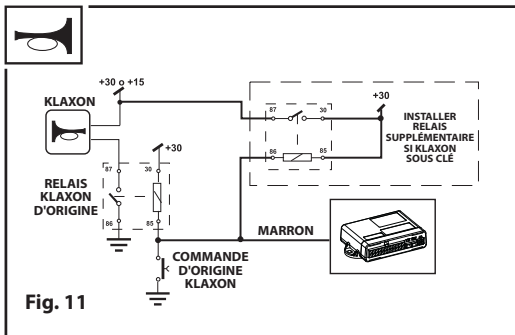 +30 o +15
KLAXON
87
30
+30
INSTALLER
RELAIS
SUPPLÉMENTAIRE
SI KLAXON
SOUS CLÉ
86
85
87
30
+30
RELAIS
KLAXON
D'ORIGINE
86
85
MARRON
COMMANDE
D'ORIGINE
KLAXON
Fig. 11